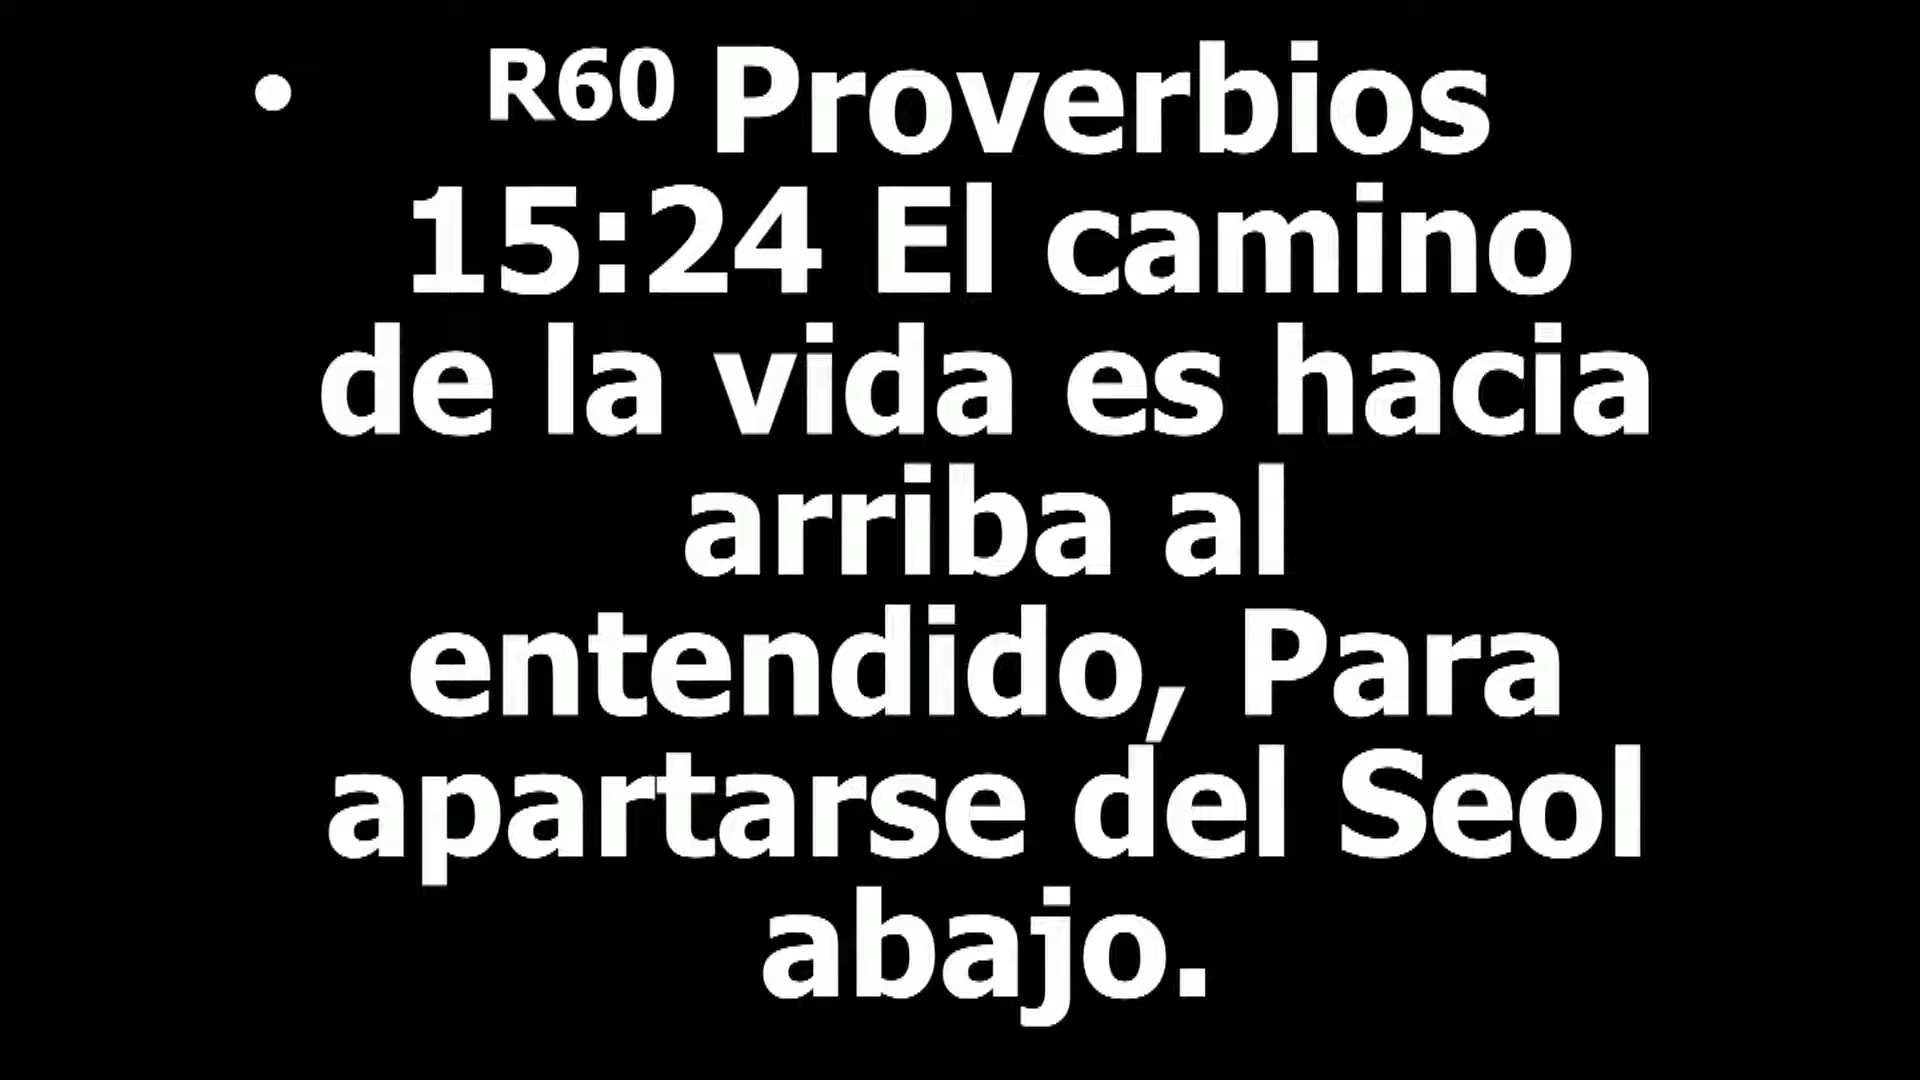 • R60 Proverbios
15:24 El camino
de la vida es hacia
arriba al
entendido, Para
apartarse del Seol
abajo.